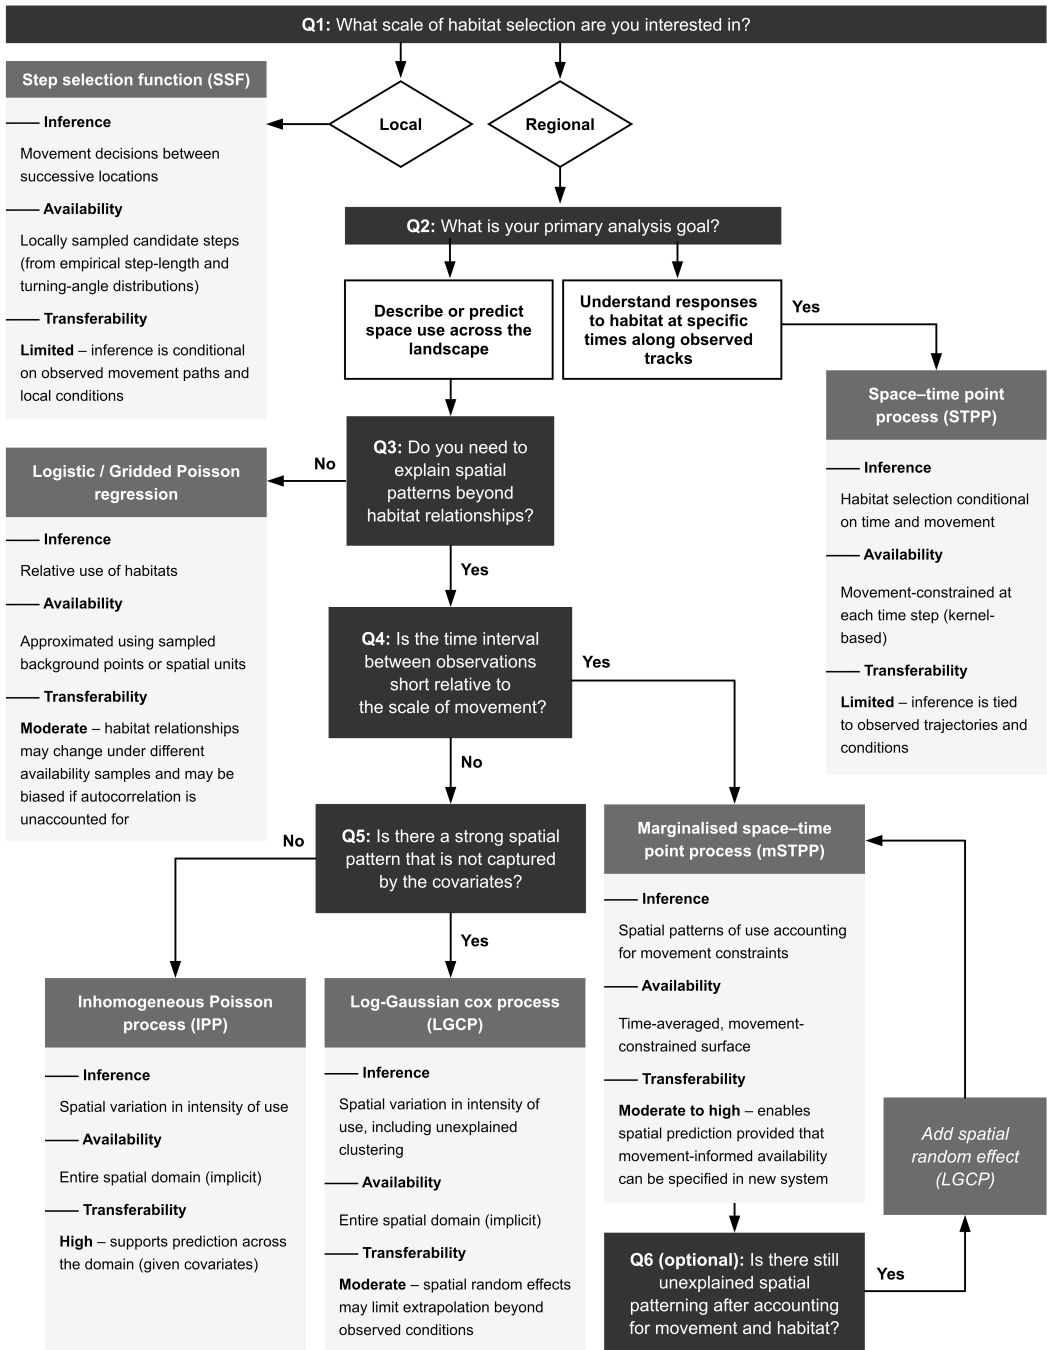 Q1: What scale of habitat selection are you interested in?
Step selection function (SSF)
Inference
Movement decisions between
successive locations
Availability
Locally sampled candidate steps
(from empirical step-length and
turning-angle distributions)
Transferability
Limited – inference is conditional
on observed movement paths and
local conditions
Local
Regional
Q2: What is your primary analysis goal?
Describe or predict
space use across the
landscape
Understand responses
to habitat at specific
times along observed
tracks
Yes
Space–time point
process (STPP)
Inference
Habitat selection conditional
on time and movement
Availability
Movement-constrained at
each time step (kernel-
based)
Transferability
Limited – inference is tied
to observed trajectories and
conditions
Q3: Do you need to
explain spatial
patterns beyond
habitat relationships?
No
Logistic / Gridded Poisson
regression
Inference
Relative use of habitats
Availability
Approximated using sampled
background points or spatial units
Transferability
Moderate – habitat relationships
may change under different
availability samples and may be
biased if autocorrelation is
unaccounted for
Yes
Q4: Is the time interval
between observations
short relative to
the scale of movement?
Yes
No
Q5: Is there a strong spatial
pattern that is not captured
by the covariates?
No
Yes
Inhomogeneous Poisson
process (IPP)
Inference
Spatial variation in intensity of use
Availability
Entire spatial domain (implicit)
Transferability
High – supports prediction across
the domain (given covariates)
Log-Gaussian cox process
(LGCP)
Inference
Spatial variation in intensity of
use, including unexplained
clustering
Availability
Entire spatial domain (implicit)
Transferability
Moderate – spatial random effects
may limit extrapolation beyond
observed conditions
Marginalised space–time
point process (mSTPP)
Inference
Spatial patterns of use accounting
for movement constraints
Availability
Time-averaged, movement-
constrained surface
Transferability
Moderate to high – enables
spatial prediction provided that
movement-informed availability
can be specified in new system
Q6 (optional): Is there still
unexplained spatial
patterning after accounting
for movement and habitat?
Yes
Add spatial
random effect
(LGCP)